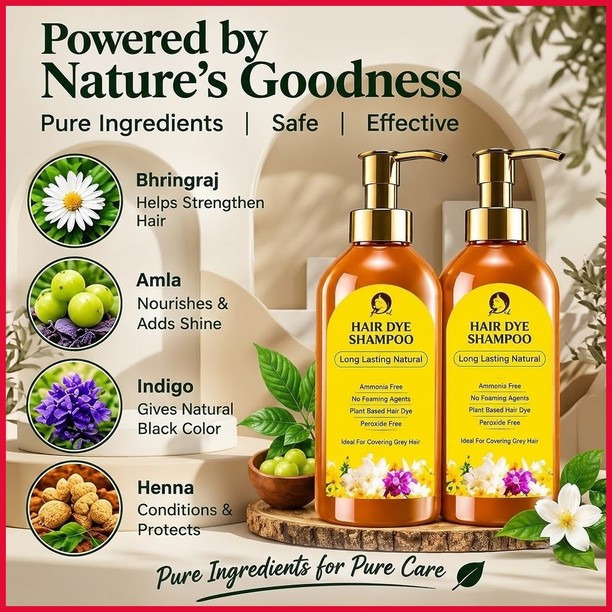 Powered by
Nature's Goodness
Pure Ingredients | Safe | Effective
Bhringraj
Helps Strengthen
Hair
Amla
Nourishes &
Adds Shine
Indigo
Gives Natural
Black Color
Henna
Conditions &
Protects
HAIR DYE
SHAMPOO
Long Lasting Natural
Ammonia Free
No Foaming Agents
Plant Based Hair Dye
Peroxide Free
Ideal For Covering Grey Hair
HAIR DYE
SHAMPOO
Long Lasting Natural
Ammonia Free
No Foaming Agents
Plant Based Hair Dye
Peroxide Free
Ideal For Covering Grey Hair
Pure Ingredients for Pure Care